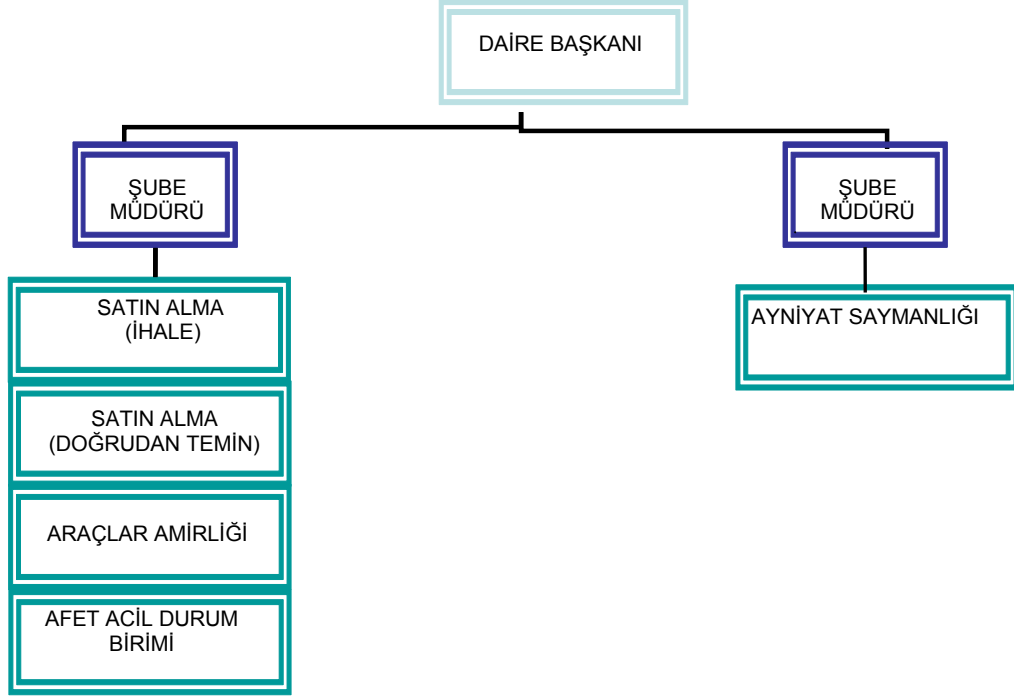 DAİRE BAŞKANI
ŞUBE
MÜDÜRÜ
ŞUBE
MÜDÜRÜ
SATIN ALMA
(İHALE)
AYNİYAT SAYMANLIĞI
SATIN ALMA
(DOĞRUDAN TEMİN)
ARAÇLAR AMİRLİĞİ
AFET ACİL DURUM
BİRİMİ